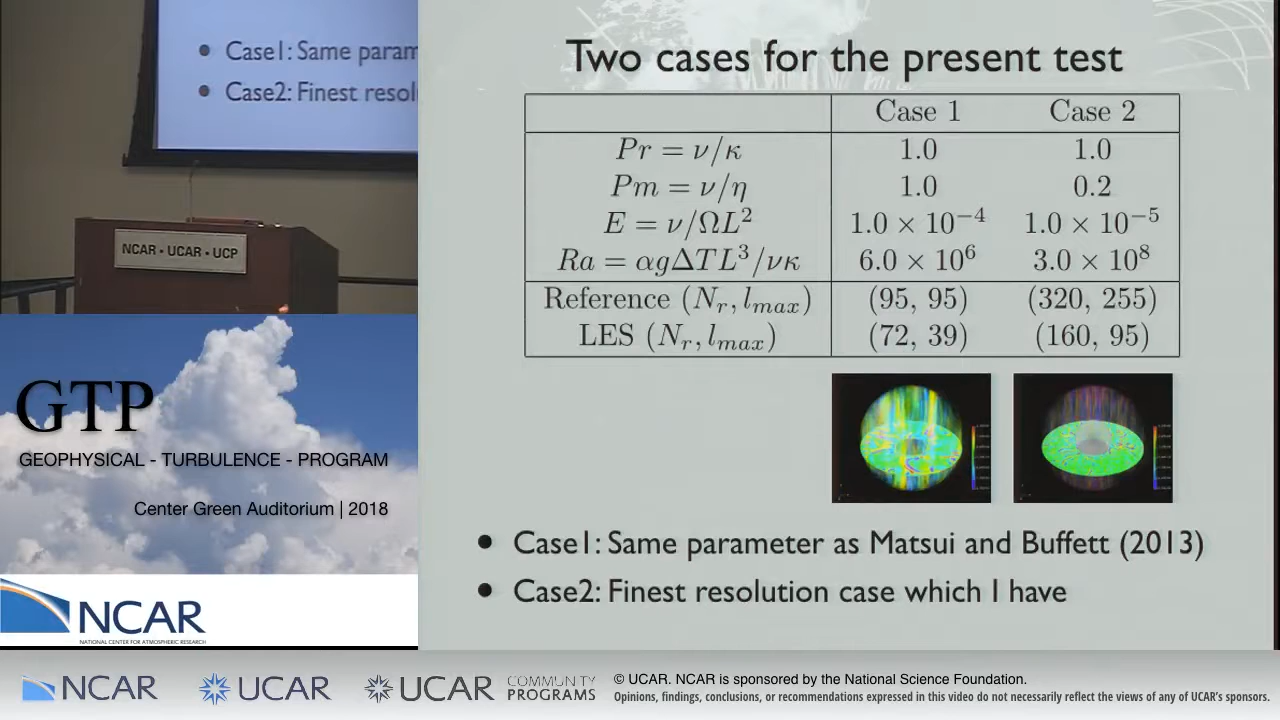 Case1: Same param
Case2: Finest resol
NCAR • UCAR • UCP
GTP
GEOPHYSICAL - TURBULENCE - PROGRAM
Center Green Auditorium | 2018
NCAR
NATIONAL CENTER FOR ATMOSPHERIC RESEARCH
Two cases for the present test
Case 1 Case 2
Pr = ν/κ 1.0 1.0
Pm = ν/η 1.0 0.2
E = ν/ΩL² 1.0 × 10⁻⁴ 1.0 × 10⁻⁵
Ra = αgΔTL³/νκ 6.0 × 10⁶ 3.0 × 10⁸
Reference (Nᵣ, lₘₐₓ) (95, 95) (320, 255)
LES (Nᵣ, lₘₐₓ) (72, 39) (160, 95)
• Case1: Same parameter as Matsui and Buffett (2013)
• Case2: Finest resolution case which I have
NCAR UCAR UCAR COMMUNITY PROGRAMS
© UCAR. NCAR is sponsored by the National Science Foundation.
Opinions, findings, conclusions, or recommendations expressed in this video do not necessarily reflect the views of any of UCAR's sponsors.